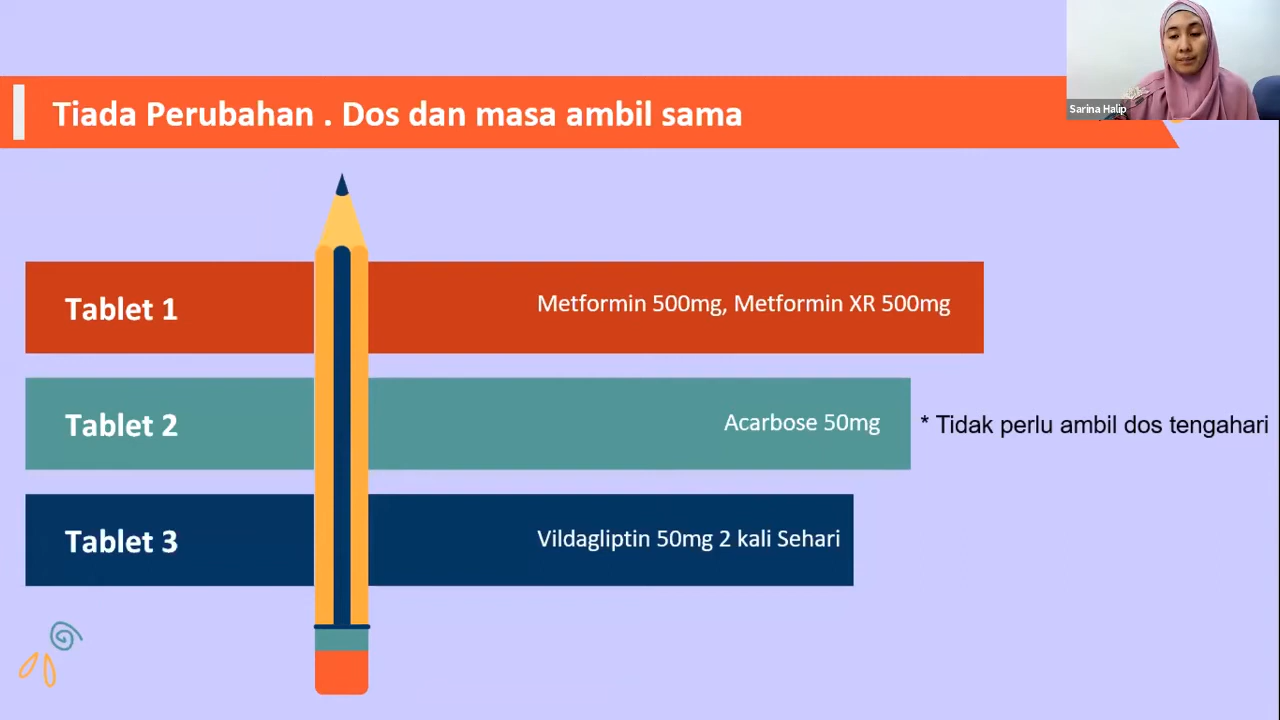 Sarina Halip
Tiada Perubahan . Dos dan masa ambil sama
Tablet 1
Metformin 500mg, Metformin XR 500mg
Tablet 2
Acarbose 50mg
* Tidak perlu ambil dos tengahari
Tablet 3
Vildagliptin 50mg 2 kali Sehari